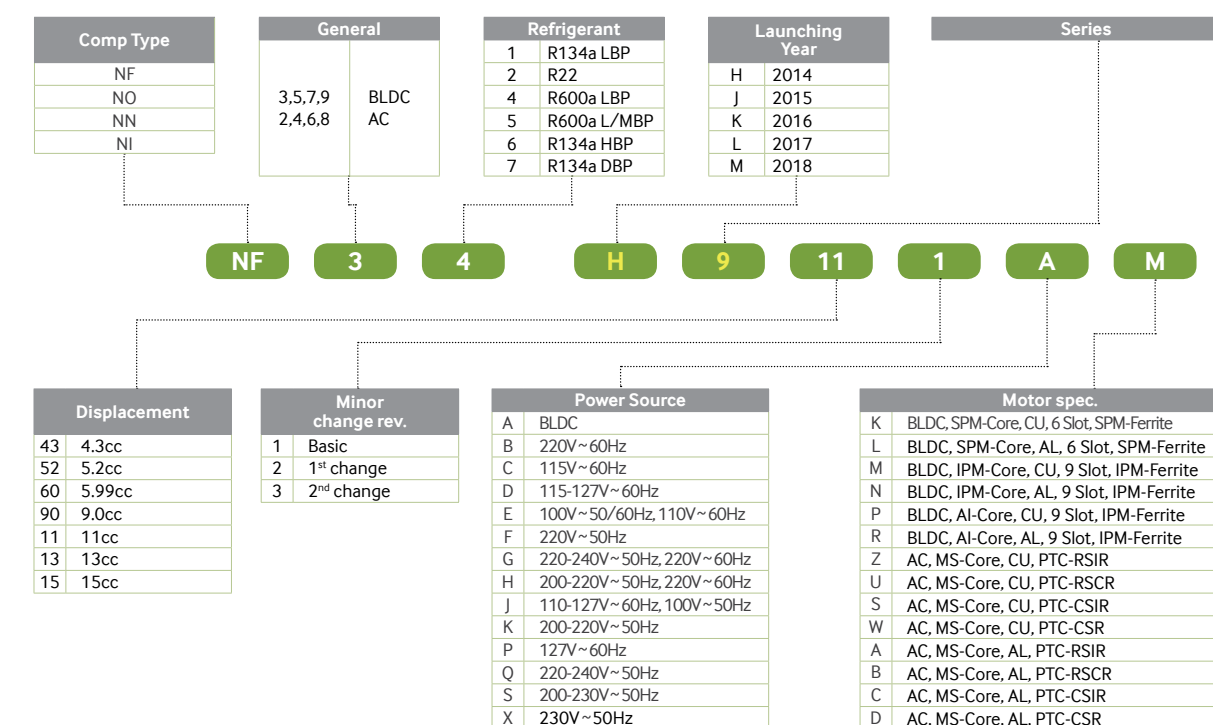 Comp Type
NF
NO
NN
NI
General
3,5,7,9 BLDC
2,4,6,8 AC
Refrigerant
1 R134a LBP
2 R22
4 R600a LBP
5 R600a L/MBP
6 R134a HBP
7 R134a DBP
Launching
Year
H 2014
J 2015
K 2016
L 2017
M 2018
Series
NF 3 4 H 9 11 1 A M
Displacement
43 4.3cc
52 5.2cc
60 5.99cc
90 9.0cc
11 11cc
13 13cc
15 15cc
Minor
change rev.
1 Basic
2 1st change
3 2nd change
Power Source
A BLDC
B 220V~60Hz
C 115V~60Hz
D 115-127V~60Hz
E 100V~50/60Hz, 110V~60Hz
F 220V~50Hz
G 220-240V~50Hz, 220V~60Hz
H 200-220V~50Hz, 220V~60Hz
J 110-127V~60Hz, 100V~50Hz
K 200-220V~50Hz
P 127V~60Hz
Q 220-240V~50Hz
S 200-230V~50Hz
X 230V~50Hz
Motor spec.
K BLDC, SPM-Core, CU, 6 Slot, SPM-Ferrite
L BLDC, SPM-Core, AL, 6 Slot, SPM-Ferrite
M BLDC, IPM-Core, CU, 9 Slot, IPM-Ferrite
N BLDC, IPM-Core, AL, 9 Slot, IPM-Ferrite
P BLDC, AI-Core, CU, 9 Slot, IPM-Ferrite
R BLDC, AI-Core, AL, 9 Slot, IPM-Ferrite
Z AC, MS-Core, CU, PTC-RSIR
U AC, MS-Core, CU, PTC-RSCR
S AC, MS-Core, CU, PTC-CSIR
W AC, MS-Core, CU, PTC-CSR
A AC, MS-Core, AL, PTC-RSIR
B AC, MS-Core, AL, PTC-RSCR
C AC, MS-Core, AL, PTC-CSIR
D AC, MS-Core, AL, PTC-CSR